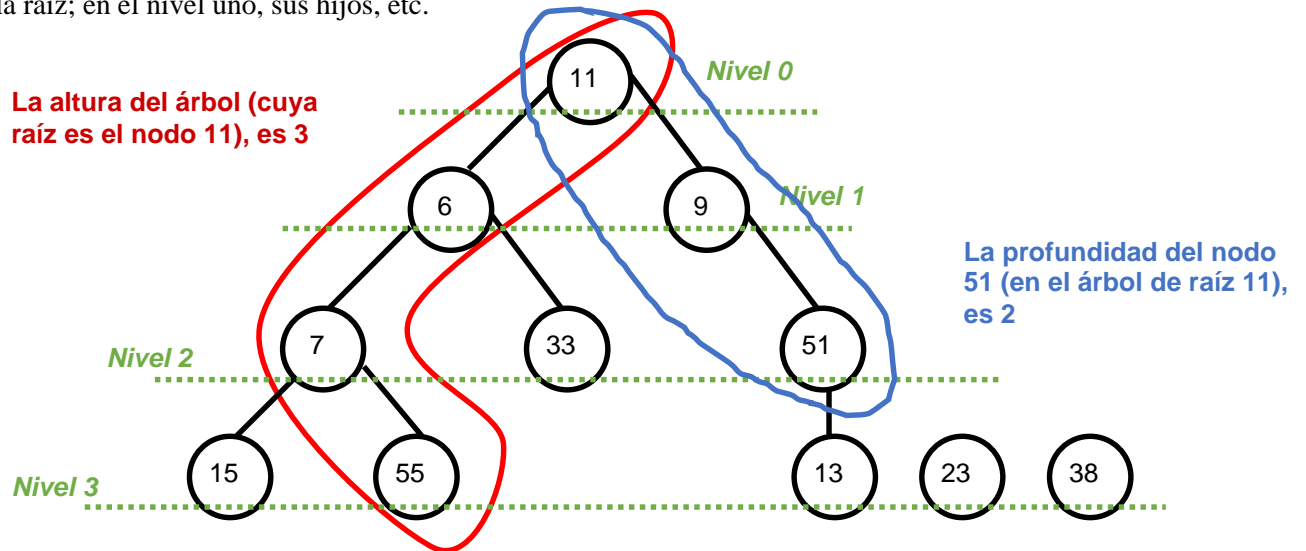 la raíz; en el nivel uno, sus hijos, etc.
11
Nivel 0
La altura del árbol (cuya
raíz es el nodo 11), es 3
6
9
Nivel 1
La profundidad del nodo
51 (en el árbol de raíz 11),
es 2
7
33
51
Nivel 2
15
55
13
23
38
Nivel 3